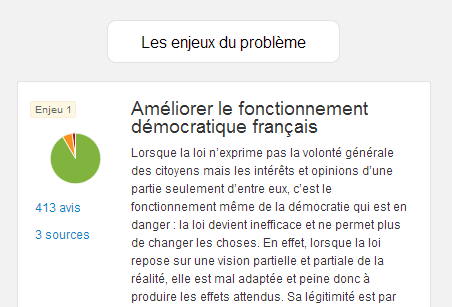 Les enjeux du problème
Enjeu 1
413 avis
3 sources
Améliorer le fonctionnement
démocratique français
Lorsque la loi n'exprime pas la volonté générale
des citoyens mais les intérêts et opinions d'une
partie seulement d'entre eux, c'est le
fonctionnement même de la démocratie qui est en
danger : la loi devient inefficace et ne permet plus
de changer les choses. En effet, lorsque la loi
repose sur une vision partielle et partiale de la
réalité, elle est mal adaptée et peine donc à
produire les effets attendus. Sa légitimité est par